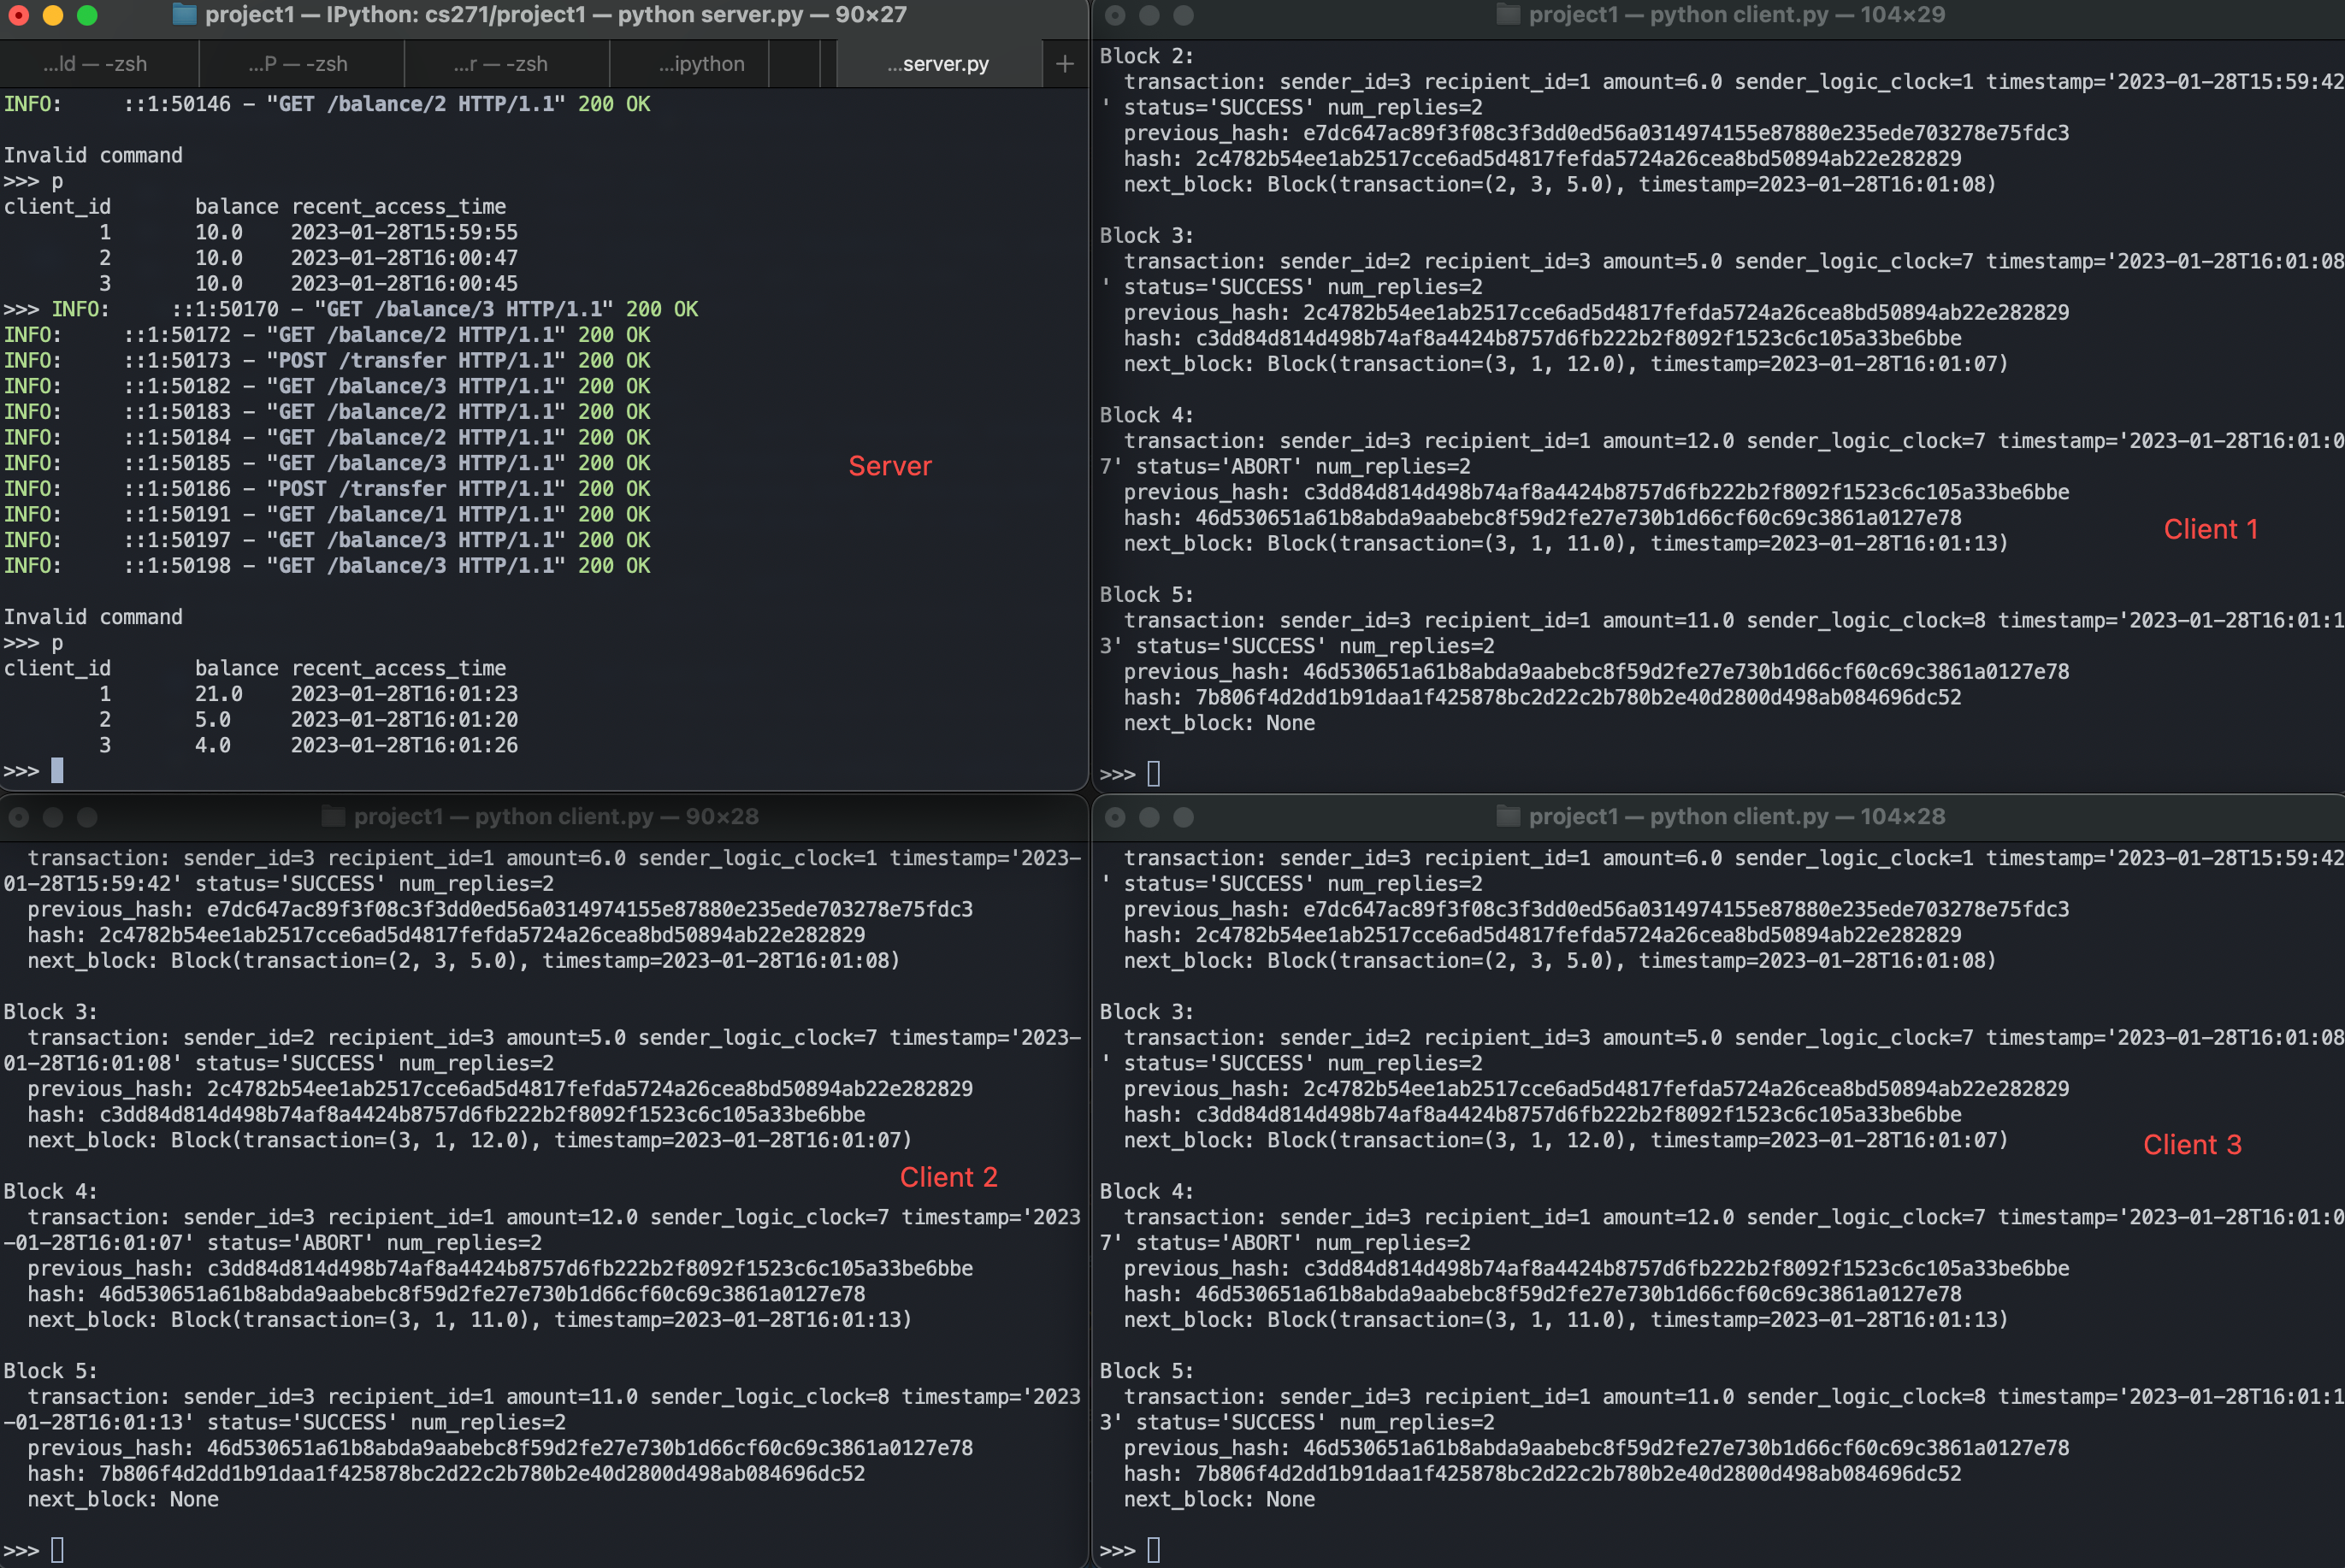 project1 — IPython: cs271/project1 — python server.py — 90×27
...ld — -zsh ...P — -zsh ...r — -zsh ...ipython ...server.py +
INFO:     ::1:50146 - "GET /balance/2 HTTP/1.1" 200 OK
Invalid command
>>> p
client_id       balance recent_access_time
        1       10.0    2023-01-28T15:59:55
        2       10.0    2023-01-28T16:00:47
        3       10.0    2023-01-28T16:00:45
>>> INFO:     ::1:50170 - "GET /balance/3 HTTP/1.1" 200 OK
INFO:     ::1:50172 - "GET /balance/2 HTTP/1.1" 200 OK
INFO:     ::1:50173 - "POST /transfer HTTP/1.1" 200 OK
INFO:     ::1:50182 - "GET /balance/3 HTTP/1.1" 200 OK
INFO:     ::1:50183 - "GET /balance/2 HTTP/1.1" 200 OK
INFO:     ::1:50184 - "GET /balance/2 HTTP/1.1" 200 OK
INFO:     ::1:50185 - "GET /balance/3 HTTP/1.1" 200 OK
INFO:     ::1:50186 - "POST /transfer HTTP/1.1" 200 OK
INFO:     ::1:50191 - "GET /balance/1 HTTP/1.1" 200 OK
INFO:     ::1:50197 - "GET /balance/3 HTTP/1.1" 200 OK
INFO:     ::1:50198 - "GET /balance/3 HTTP/1.1" 200 OK
Server
Invalid command
>>> p
client_id       balance recent_access_time
        1       21.0    2023-01-28T16:01:23
        2       5.0     2023-01-28T16:01:20
        3       4.0     2023-01-28T16:01:26
>>>
project1 — python client.py — 104×29
Block 2:
  transaction: sender_id=3 recipient_id=1 amount=6.0 sender_logic_clock=1 timestamp='2023-01-28T15:59:42
' status='SUCCESS' num_replies=2
  previous_hash: e7dc647ac89f3f08c3f3dd0ed56a0314974155e87880e235ede703278e75fdc3
  hash: 2c4782b54ee1ab2517cce6ad5d4817fefda5724a26cea8bd50894ab22e282829
  next_block: Block(transaction=(2, 3, 5.0), timestamp=2023-01-28T16:01:08)
Block 3:
  transaction: sender_id=2 recipient_id=3 amount=5.0 sender_logic_clock=7 timestamp='2023-01-28T16:01:08
' status='SUCCESS' num_replies=2
  previous_hash: 2c4782b54ee1ab2517cce6ad5d4817fefda5724a26cea8bd50894ab22e282829
  hash: c3dd84d814d498b74af8a4424b8757d6fb222b2f8092f1523c6c105a33be6bbe
  next_block: Block(transaction=(3, 1, 12.0), timestamp=2023-01-28T16:01:07)
Block 4:
  transaction: sender_id=3 recipient_id=1 amount=12.0 sender_logic_clock=7 timestamp='2023-01-28T16:01:0
7' status='ABORT' num_replies=2
  previous_hash: c3dd84d814d498b74af8a4424b8757d6fb222b2f8092f1523c6c105a33be6bbe
  hash: 46d530651a61b8abda9aabebc8f59d2fe27e730b1d66cf60c69c3861a0127e78
  next_block: Block(transaction=(3, 1, 11.0), timestamp=2023-01-28T16:01:13)
Client 1
Block 5:
  transaction: sender_id=3 recipient_id=1 amount=11.0 sender_logic_clock=8 timestamp='2023-01-28T16:01:1
3' status='SUCCESS' num_replies=2
  previous_hash: 46d530651a61b8abda9aabebc8f59d2fe27e730b1d66cf60c69c3861a0127e78
  hash: 7b806f4d2dd1b91daa1f425878bc2d22c2b780b2e40d2800d498ab084696dc52
  next_block: None
>>>
project1 — python client.py — 90×28
  transaction: sender_id=3 recipient_id=1 amount=6.0 sender_logic_clock=1 timestamp='2023-
01-28T15:59:42' status='SUCCESS' num_replies=2
  previous_hash: e7dc647ac89f3f08c3f3dd0ed56a0314974155e87880e235ede703278e75fdc3
  hash: 2c4782b54ee1ab2517cce6ad5d4817fefda5724a26cea8bd50894ab22e282829
  next_block: Block(transaction=(2, 3, 5.0), timestamp=2023-01-28T16:01:08)
Block 3:
  transaction: sender_id=2 recipient_id=3 amount=5.0 sender_logic_clock=7 timestamp='2023-
01-28T16:01:08' status='SUCCESS' num_replies=2
  previous_hash: 2c4782b54ee1ab2517cce6ad5d4817fefda5724a26cea8bd50894ab22e282829
  hash: c3dd84d814d498b74af8a4424b8757d6fb222b2f8092f1523c6c105a33be6bbe
  next_block: Block(transaction=(3, 1, 12.0), timestamp=2023-01-28T16:01:07)
Client 2
Block 4:
  transaction: sender_id=3 recipient_id=1 amount=12.0 sender_logic_clock=7 timestamp='2023
-01-28T16:01:07' status='ABORT' num_replies=2
  previous_hash: c3dd84d814d498b74af8a4424b8757d6fb222b2f8092f1523c6c105a33be6bbe
  hash: 46d530651a61b8abda9aabebc8f59d2fe27e730b1d66cf60c69c3861a0127e78
  next_block: Block(transaction=(3, 1, 11.0), timestamp=2023-01-28T16:01:13)
Block 5:
  transaction: sender_id=3 recipient_id=1 amount=11.0 sender_logic_clock=8 timestamp='2023
-01-28T16:01:13' status='SUCCESS' num_replies=2
  previous_hash: 46d530651a61b8abda9aabebc8f59d2fe27e730b1d66cf60c69c3861a0127e78
  hash: 7b806f4d2dd1b91daa1f425878bc2d22c2b780b2e40d2800d498ab084696dc52
  next_block: None
>>>
project1 — python client.py — 104×28
  transaction: sender_id=3 recipient_id=1 amount=6.0 sender_logic_clock=1 timestamp='2023-01-28T15:59:42
' status='SUCCESS' num_replies=2
  previous_hash: e7dc647ac89f3f08c3f3dd0ed56a0314974155e87880e235ede703278e75fdc3
  hash: 2c4782b54ee1ab2517cce6ad5d4817fefda5724a26cea8bd50894ab22e282829
  next_block: Block(transaction=(2, 3, 5.0), timestamp=2023-01-28T16:01:08)
Block 3:
  transaction: sender_id=2 recipient_id=3 amount=5.0 sender_logic_clock=7 timestamp='2023-01-28T16:01:08
' status='SUCCESS' num_replies=2
  previous_hash: 2c4782b54ee1ab2517cce6ad5d4817fefda5724a26cea8bd50894ab22e282829
  hash: c3dd84d814d498b74af8a4424b8757d6fb222b2f8092f1523c6c105a33be6bbe
  next_block: Block(transaction=(3, 1, 12.0), timestamp=2023-01-28T16:01:07)
Client 3
Block 4:
  transaction: sender_id=3 recipient_id=1 amount=12.0 sender_logic_clock=7 timestamp='2023-01-28T16:01:0
7' status='ABORT' num_replies=2
  previous_hash: c3dd84d814d498b74af8a4424b8757d6fb222b2f8092f1523c6c105a33be6bbe
  hash: 46d530651a61b8abda9aabebc8f59d2fe27e730b1d66cf60c69c3861a0127e78
  next_block: Block(transaction=(3, 1, 11.0), timestamp=2023-01-28T16:01:13)
Block 5:
  transaction: sender_id=3 recipient_id=1 amount=11.0 sender_logic_clock=8 timestamp='2023-01-28T16:01:1
3' status='SUCCESS' num_replies=2
  previous_hash: 46d530651a61b8abda9aabebc8f59d2fe27e730b1d66cf60c69c3861a0127e78
  hash: 7b806f4d2dd1b91daa1f425878bc2d22c2b780b2e40d2800d498ab084696dc52
  next_block: None
>>>